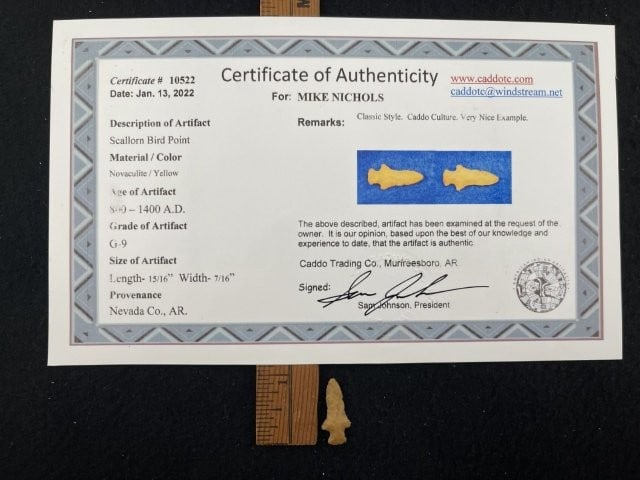 Certificate # 10522
Date: Jan. 13, 2022
Certificate of Authenticity
www.caddotc.com
caddotc@windstream.net
For: MIKE NICHOLS
Description of Artifact
Scallorn Bird Point
Material / Color
Novaculite / Yellow
Age of Artifact
800 – 1400 A.D.
Grade of Artifact
G-9
Size of Artifact
Length- 15/16" Width- 7/16"
Provenance
Nevada Co., AR.
Remarks: Classic Style. Caddo Culture. Very Nice Example.
The above described, artifact has been examined at the request of the
owner. It is our opinion, based upon the best of our knowledge and
experience to date, that the artifact is authentic.
Caddo Trading Co., Murfreesboro, AR.
Signed:
Sam Johnson, President